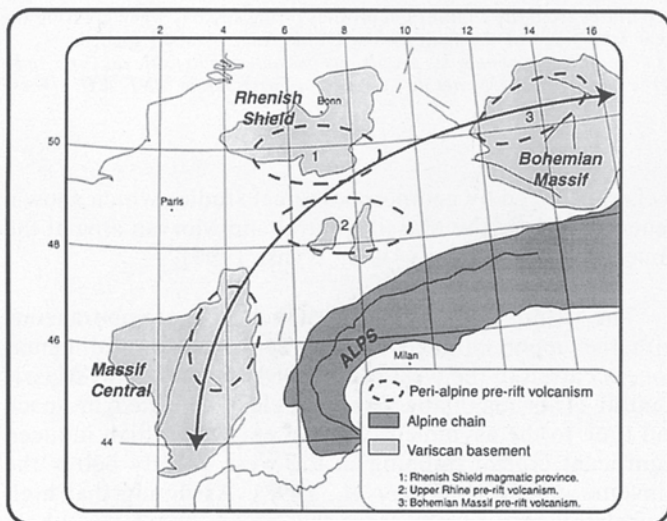 2 4 6 8 10 12 14 16
Rhenish
Shield
Bonn
50
1
3
Bohemian
Massif
Paris
48
2
46
ALPS
Milan
Massif
Central
44
Peri-alpine pre-rift volcanism
Alpine chain
Variscan basement
1: Rhenish Shield magmatic province.
2: Upper Rhine pre-rift volcanism.
3: Bohemian Massif pre-rift volcanism.